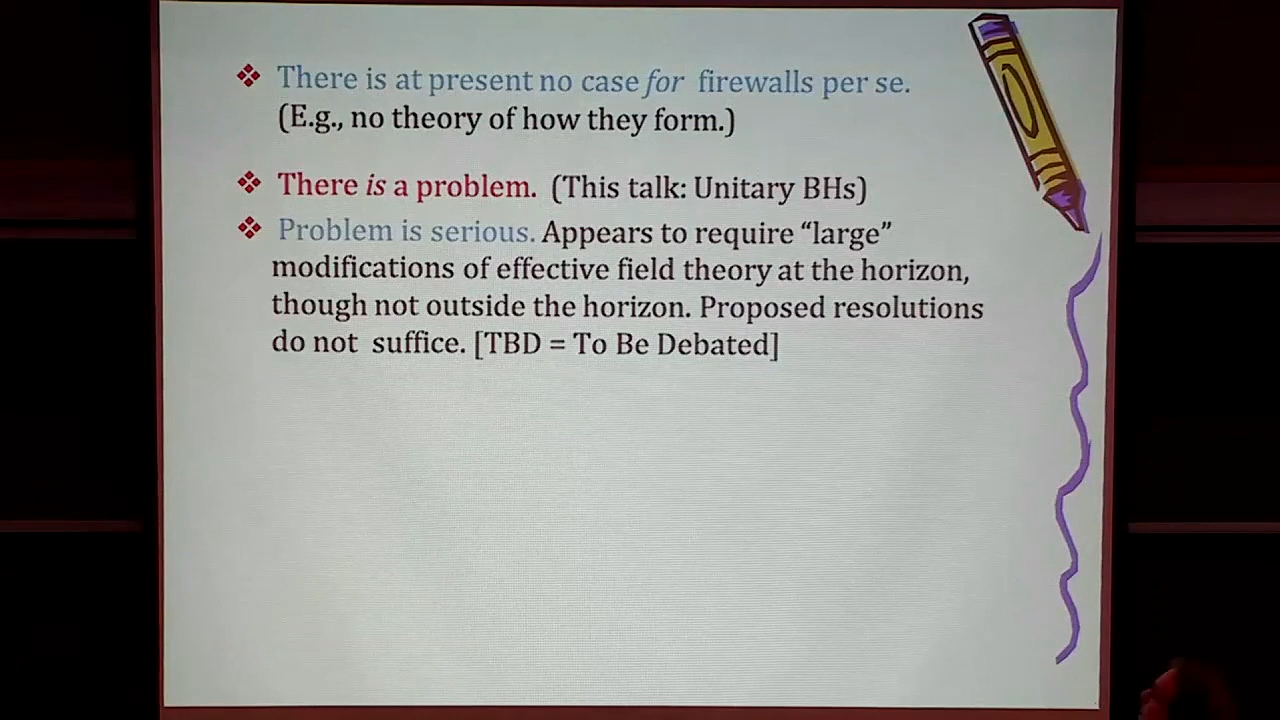 ❖ There is at present no case for firewalls per se.
(E.g., no theory of how they form.)
❖ There is a problem. (This talk: Unitary BHs)
❖ Problem is serious. Appears to require “large”
modifications of effective field theory at the horizon,
though not outside the horizon. Proposed resolutions
do not suffice. [TBD = To Be Debated]